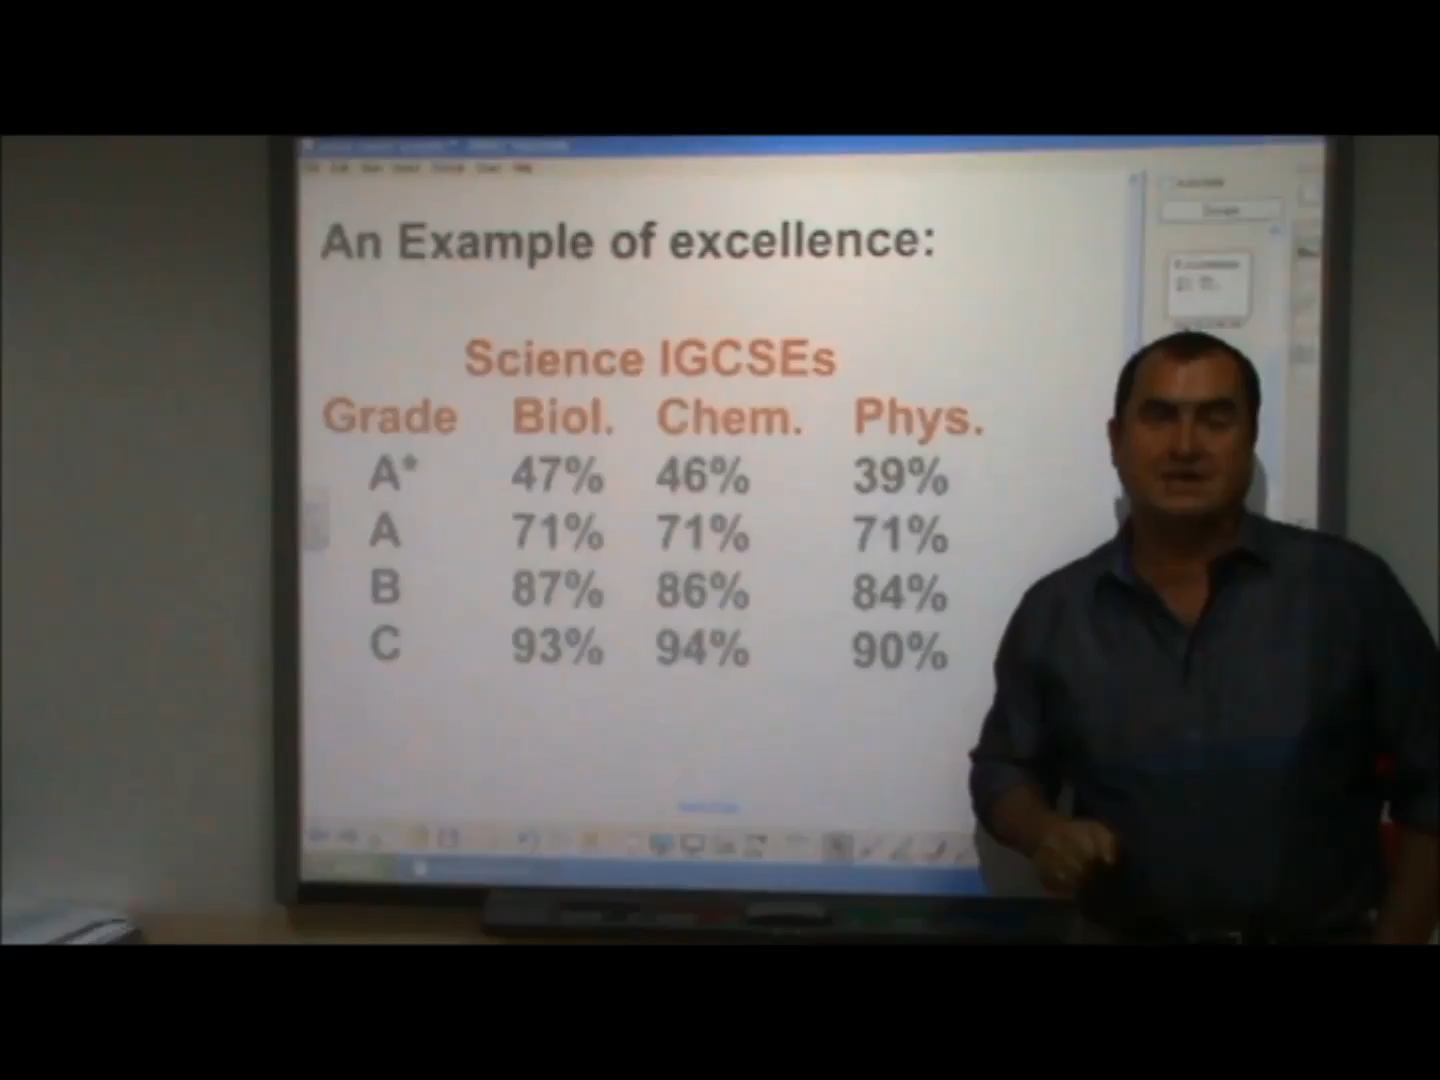 An Example of excellence:
Science IGCSEs
Grade Biol. Chem. Phys.
A* 47% 46% 39%
A 71% 71% 71%
B 87% 86% 84%
C 93% 94% 90%